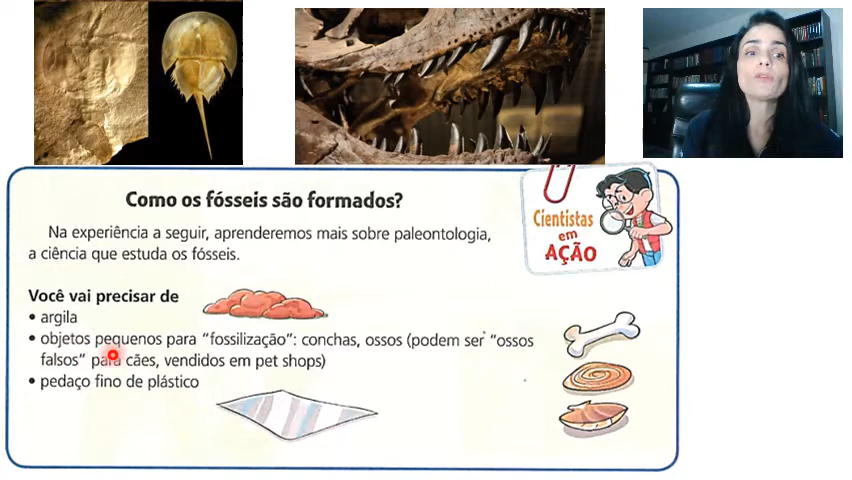 Como os fósseis são formados?
Na experiência a seguir, aprenderemos mais sobre paleontologia,
a ciência que estuda os fósseis.
Cientistas
em
AÇÃO
Você vai precisar de
• argila
• objetos pequenos para “fossilização”: conchas, ossos (podem ser “ossos
falsos” para cães, vendidos em pet shops)
• pedaço fino de plástico